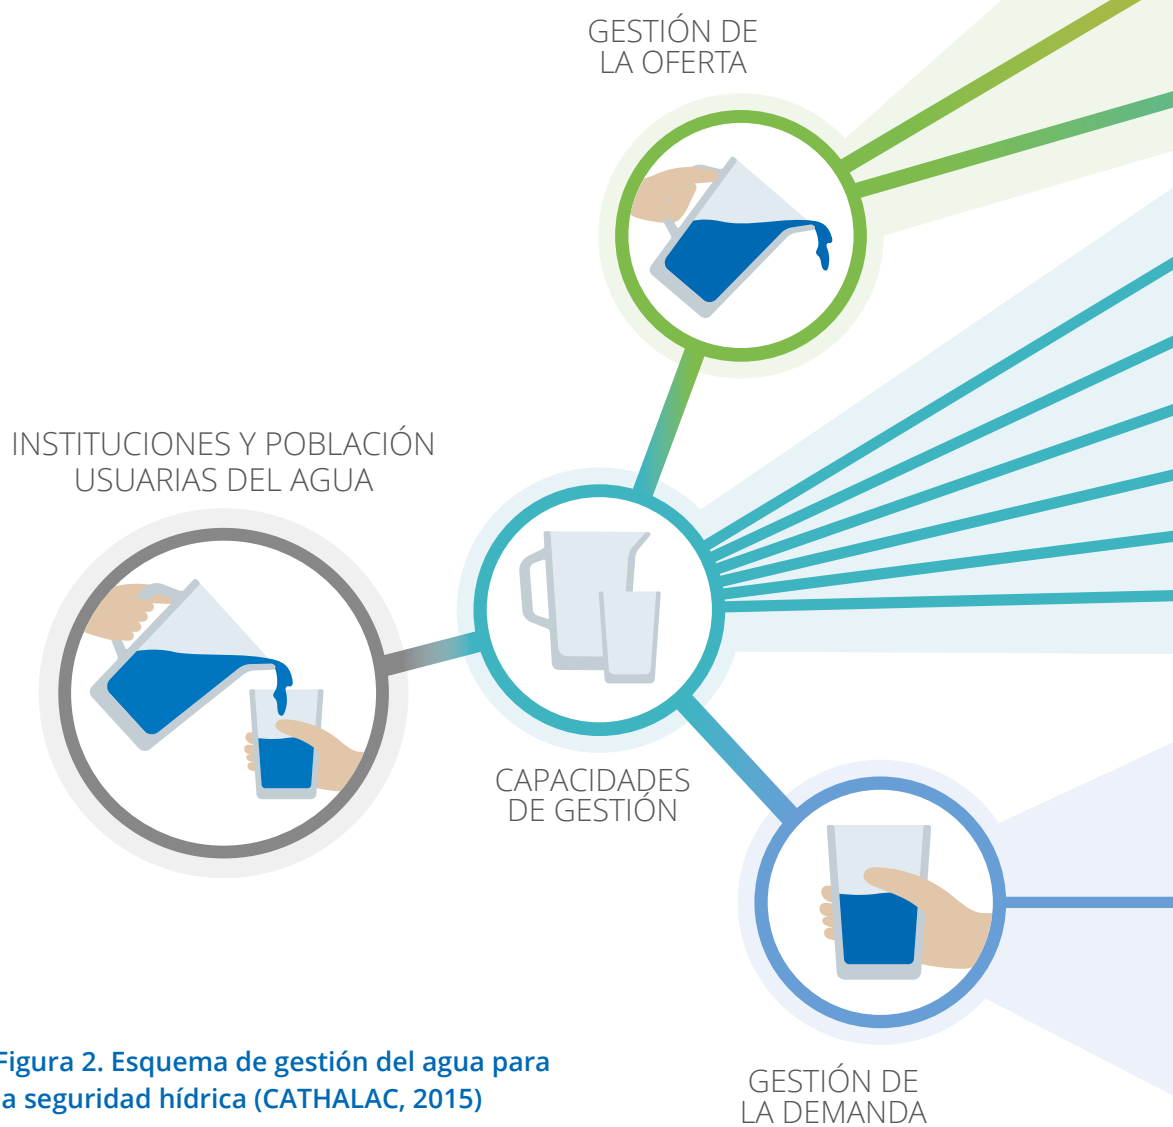 GESTIÓN DE
LA OFERTA
INSTITUCIONES Y POBLACIÓN
USUARIAS DEL AGUA
CAPACIDADES
DE GESTIÓN
Figura 2. Esquema de gestión del agua para
la seguridad hídrica (CATHALAC, 2015)
GESTIÓN DE
LA DEMANDA